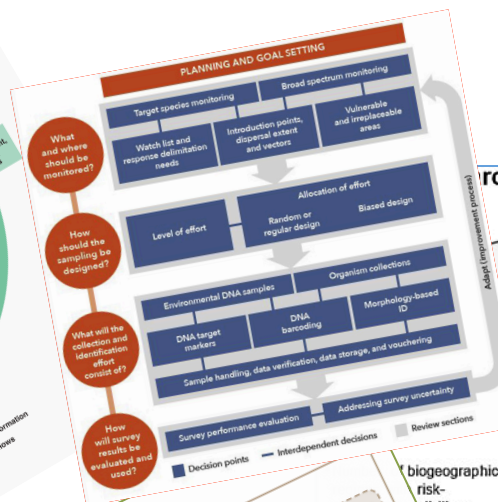 PLANNING AND GOAL SETTING
What
and where
should be
monitored?
Target species monitoring
Broad spectrum monitoring
Watch list and
response delimitation
needs
Introduction points,
dispersal extent
and vectors
Vulnerable
and irreplaceable
areas
How
should the
sampling be
designed?
Level of effort
Allocation of effort
Random or
regular design
Biased design
What will the
collection and
identification
effort
consist of?
Environmental DNA samples
Organism collections
DNA target
markers
DNA
barcoding
Morphology-based
ID
Sample handling, data verification, data storage, and vouchering
How
will survey
results be
evaluated and
used?
Survey performance evaluation
Addressing survey uncertainty
Adapt (improvement process)
Decision points
Interdependent decisions
Review sections
biogeographic
risk-